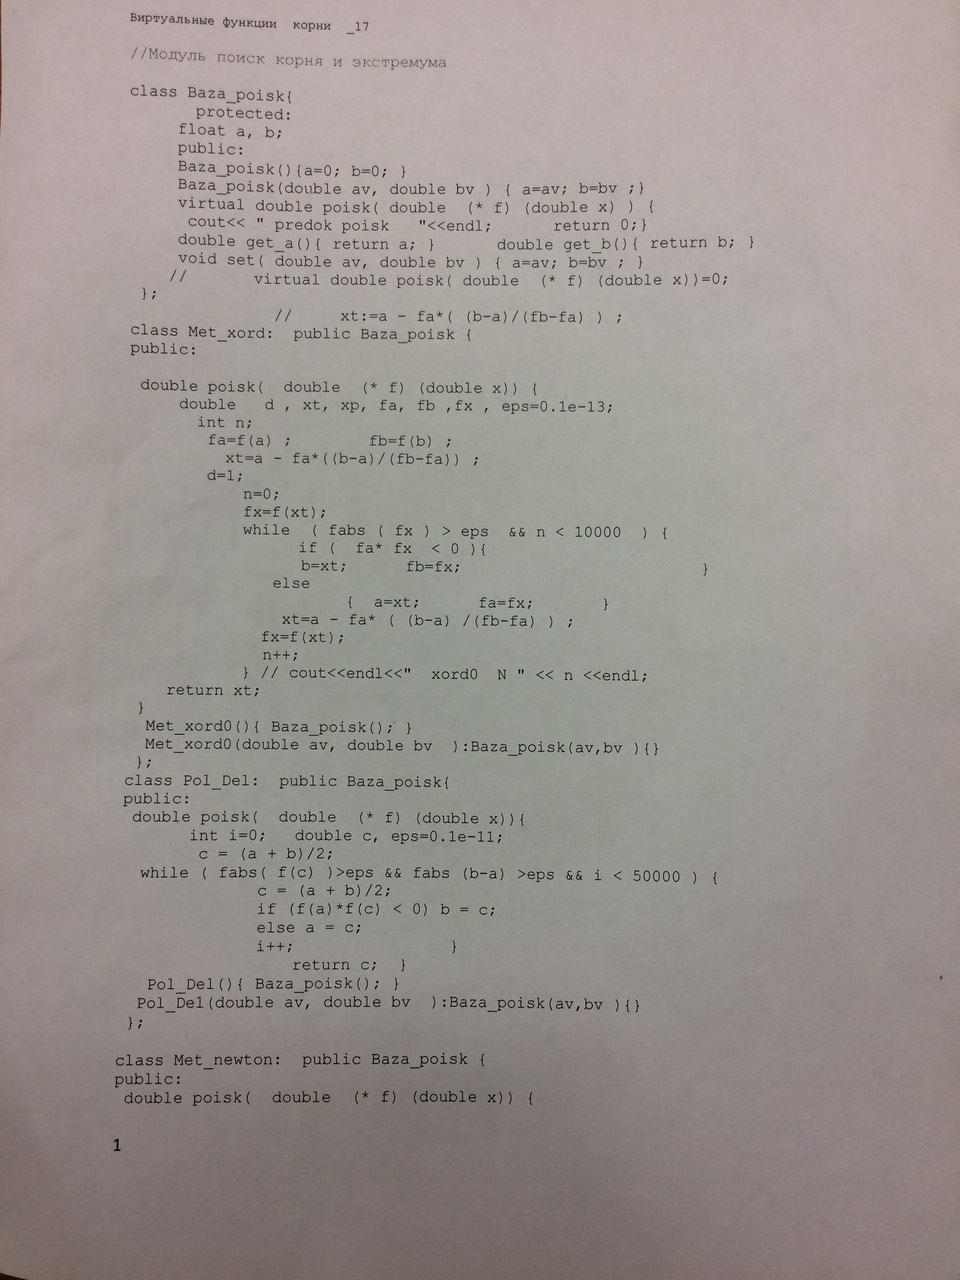 Виртуальные функции корни _17
//Модуль поиск корня и экстремума
class Baza_poisk{
protected:
float a, b;
public:
Baza_poisk(){a=0; b=0; }
Baza_poisk(double av, double bv ) { a=av; b=bv ;}
virtual double poisk( double (* f) (double x) ) {
cout<< " predok poisk "<<endl; return 0;}
double get_a(){ return a; } double get_b(){ return b; }
void set( double av, double bv ) { a=av; b=bv ; }
// virtual double poisk( double (* f) (double x))=0;
};
// xt:=a - fa*( (b-a)/(fb-fa) ) ;
class Met_xord: public Baza_poisk {
public:
double poisk( double (* f) (double x)) {
double d , xt, xp, fa, fb ,fx , eps=0.1e-13;
int n;
fa=f(a) ; fb=f(b) ;
xt=a - fa*((b-a)/(fb-fa)) ;
d=1;
n=0;
fx=f(xt);
while ( fabs ( fx ) > eps && n < 10000 ) {
if ( fa* fx < 0 ){
b=xt; fb=fx; }
else
{ a=xt; fa=fx; }
xt=a - fa* ( (b-a) /(fb-fa) ) ;
fx=f(xt);
n++;
} // cout<<endl<<" xord0 N " << n <<endl;
return xt;
}
Met_xord0(){ Baza_poisk(); }
Met_xord0(double av, double bv ):Baza_poisk(av,bv ){}
};
class Pol_Del: public Baza_poisk{
public:
double poisk( double (* f) (double x)){
int i=0; double c, eps=0.1e-11;
c = (a + b)/2;
while ( fabs( f(c) )>eps && fabs (b-a) >eps && i < 50000 ) {
c = (a + b)/2;
if (f(a)*f(c) < 0) b = c;
else a = c;
i++; }
return c; }
Pol_Del(){ Baza_poisk(); }
Pol_Del(double av, double bv ):Baza_poisk(av,bv ){}
};
class Met_newton: public Baza_poisk {
public:
double poisk( double (* f) (double x)) {
1